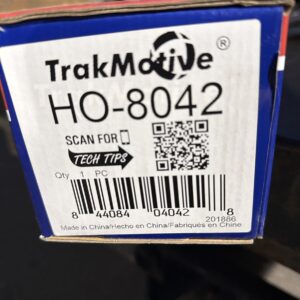 TrakMotive ®
HO-8042
SCAN FOR
TECH TIPS
Qty 1 PC
8 44084 04042 8
201886
Made in China/Hecho en China/Fabriqués en Chine